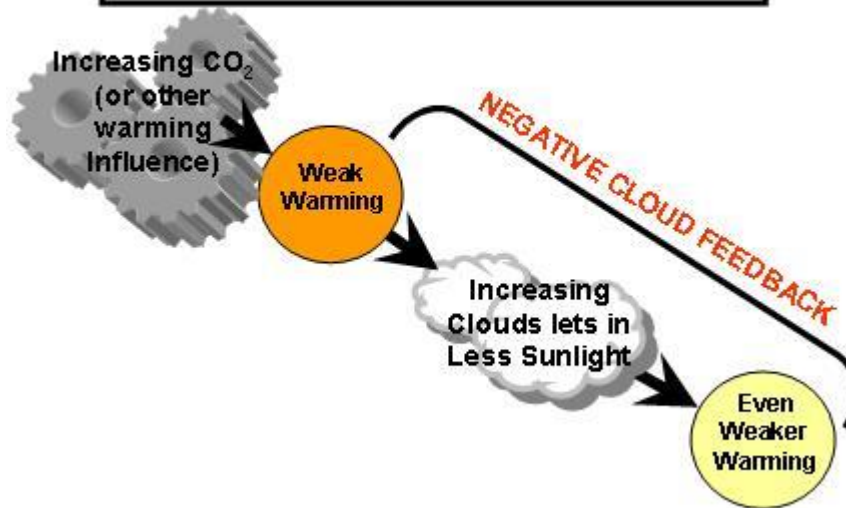 Increasing CO₂
(or other
warming
Influence)
Weak
Warming
NEGATIVE CLOUD FEEDBACK
Increasing
Clouds lets in
Less Sunlight
Even
Weaker
Warming